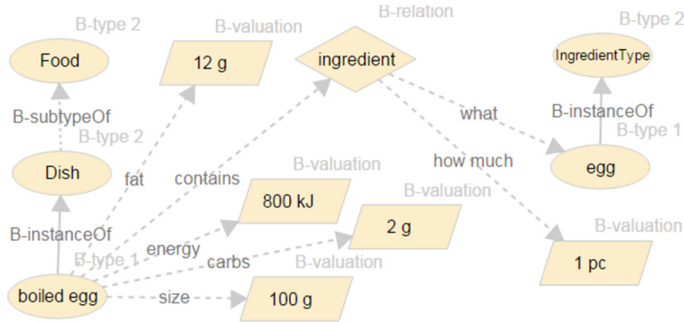 B-type 2
Food
B-valuation
12 g
B-relation
ingredient
B-type 2
IngredientType
B-subtypeOf
B-type 2
Dish
fat
contains
what
how much
B-instanceOf
B-type 1
egg
B-valuation
800 kJ
B-valuation
2 g
B-instanceOf
B-type 1
boiled egg
energy
carbs
size
B-valuation
100 g
B-valuation
1 pc